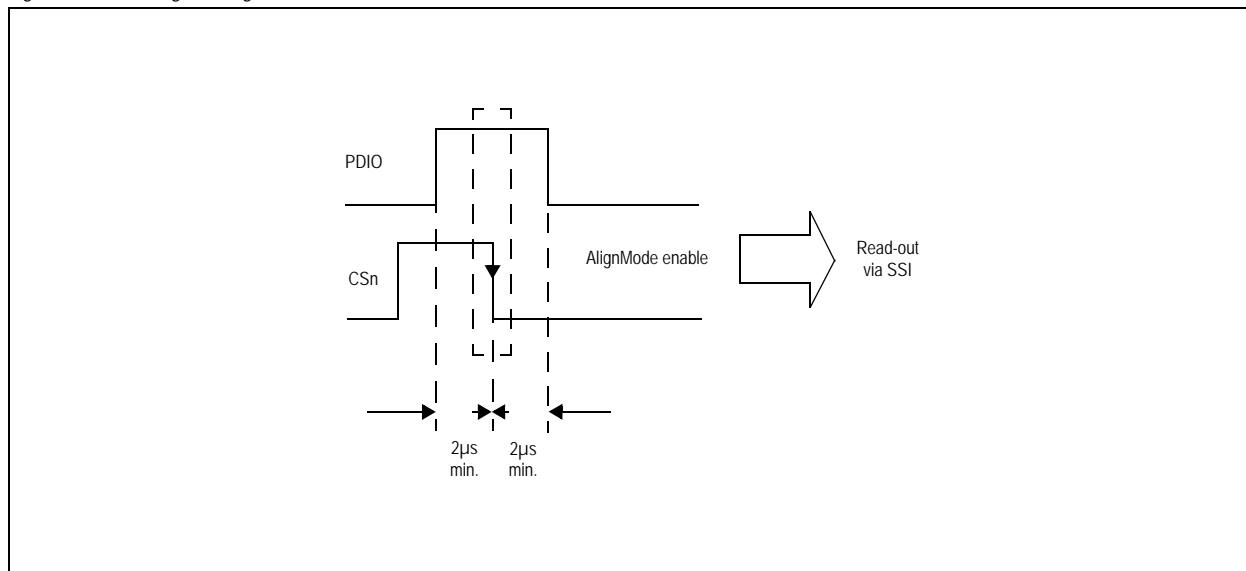 PDIO
CSn
AlignMode enable
Read-out
via SSI
2µs
min.
2µs
min.